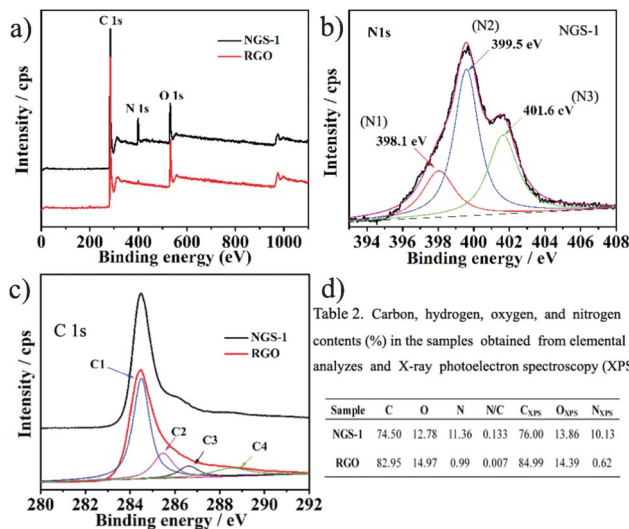 a)
C 1s
N 1s
O 1s
NGS-1
RGO
Intensity / cps
0 200 400 600 800 1000
Binding energy (eV)
b)
N1s
NGS-1
(N2)
399.5 eV
(N3)
401.6 eV
(N1)
398.1 eV
Intensity / cps
394 396 398 400 402 404 406 408
Binding energy / eV
c)
C 1s
NGS-1
RGO
C1
C2
C3
C4
Intensity / cps
280 282 284 286 288 290 292
Binding energy / eV
d)
Table 2. Carbon, hydrogen, oxygen, and nitrogen
contents (%) in the samples obtained from elemental
analyzes and X-ray photoelectron spectroscopy (XPS
Sample C O N N/C CXPS OXPS NXPS
NGS-1 74.50 12.78 11.36 0.133 76.00 13.86 10.13
RGO 82.95 14.97 0.99 0.007 84.99 14.39 0.62